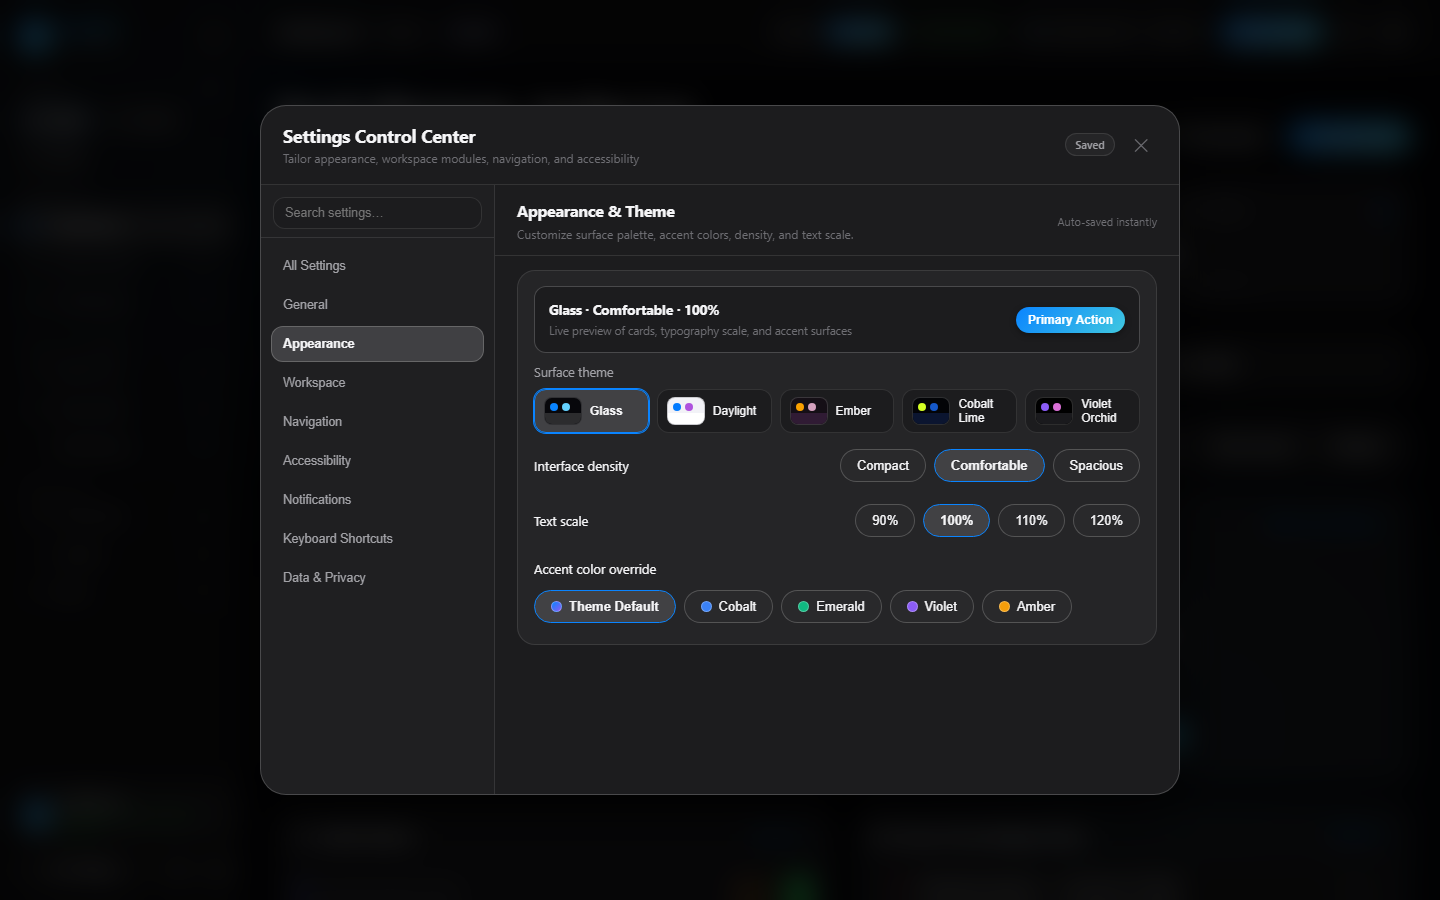 Settings Control Center
Tailor appearance, workspace modules, navigation, and accessibility
Saved
Search settings...
All Settings
General
Appearance
Workspace
Navigation
Accessibility
Notifications
Keyboard Shortcuts
Data & Privacy
Appearance & Theme
Customize surface palette, accent colors, density, and text scale.
Auto-saved instantly
Glass · Comfortable · 100%
Live preview of cards, typography scale, and accent surfaces
Primary Action
Surface theme
Glass
Daylight
Ember
Cobalt
Lime
Violet
Orchid
Interface density
Compact
Comfortable
Spacious
Text scale
90%
100%
110%
120%
Accent color override
Theme Default
Cobalt
Emerald
Violet
Amber